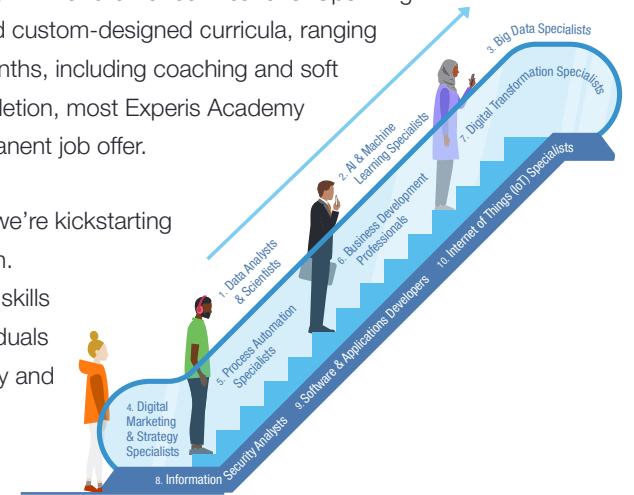 d custom-designed curricula, ranging
nths, including coaching and soft
letion, most Experis Academy
anent job offer.
we’re kickstarting
skills
duals
y and
1. Data Analysts
& Scientists
2. AI & Machine
Learning Specialists
3. Big Data Specialists
4. Digital
Marketing
& Strategy
Specialists
5. Process Automation
Specialists
6. Business Development
Professionals
7. Digital Transformation Specialists
8. Information Security Analysts
9.Software & Applications Developers
10. Internet of Things (IoT) Specialists